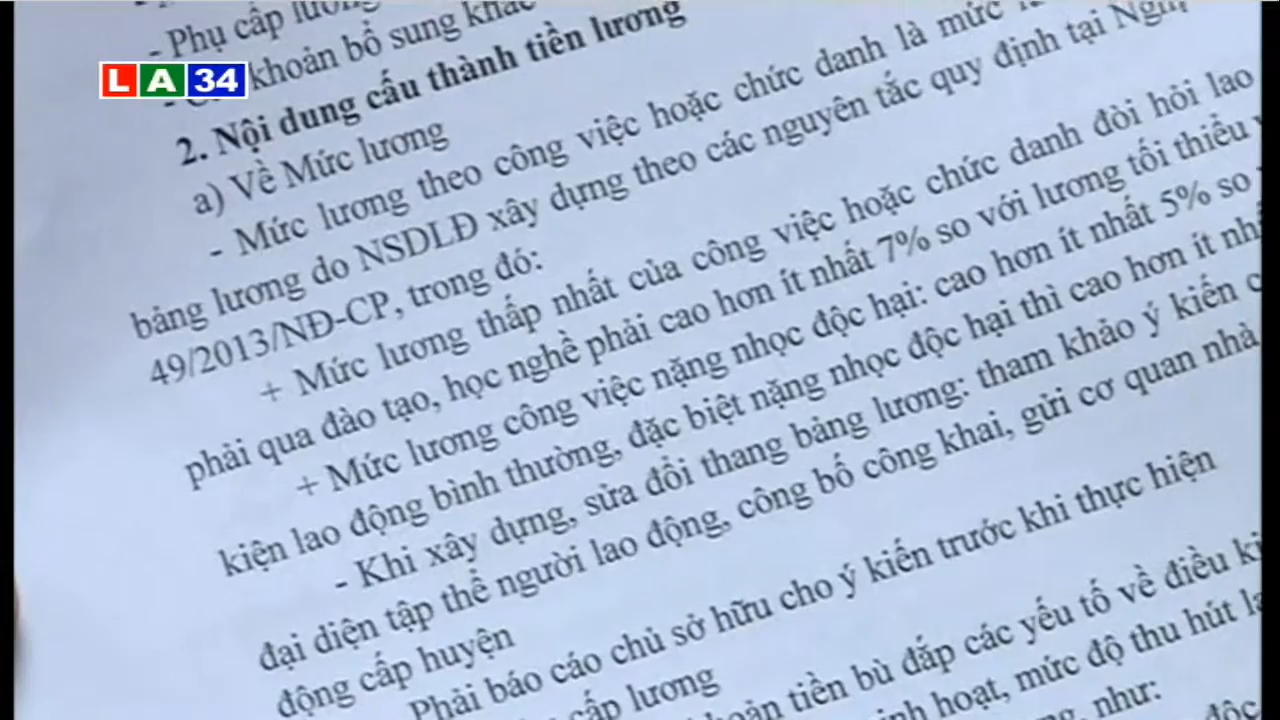 - Phụ cấp lương
LA34
khoản bổ sung khác
2. Nội dung cấu thành tiền lương
a) Về Mức lương
- Mức lương theo công việc hoặc chức danh là mức
bảng lương do NSDLĐ xây dựng theo các nguyên tắc quy định tại Nghị
49/2013/NĐ-CP, trong đó:
+ Mức lương thấp nhất của công việc hoặc chức danh đòi hỏi lao
phải qua đào tạo, học nghề phải cao hơn ít nhất 7% so với lương tối thiểu
+ Mức lương công việc nặng nhọc độc hại: cao hơn ít nhất 5% so
kiện lao động bình thường, đặc biệt nặng nhọc độc hại thì cao hơn ít
- Khi xây dựng, sửa đổi thang bảng lương: tham khảo ý kiến
đại diện tập thể người lao động, công bố công khai, gửi cơ quan nhà
động cấp huyện
Phải báo cáo chủ sở hữu cho ý kiến trước khi thực hiện
cấp lương
tiền bù đắp các yếu tố về điều
hoạt, mức độ thu hút
như: